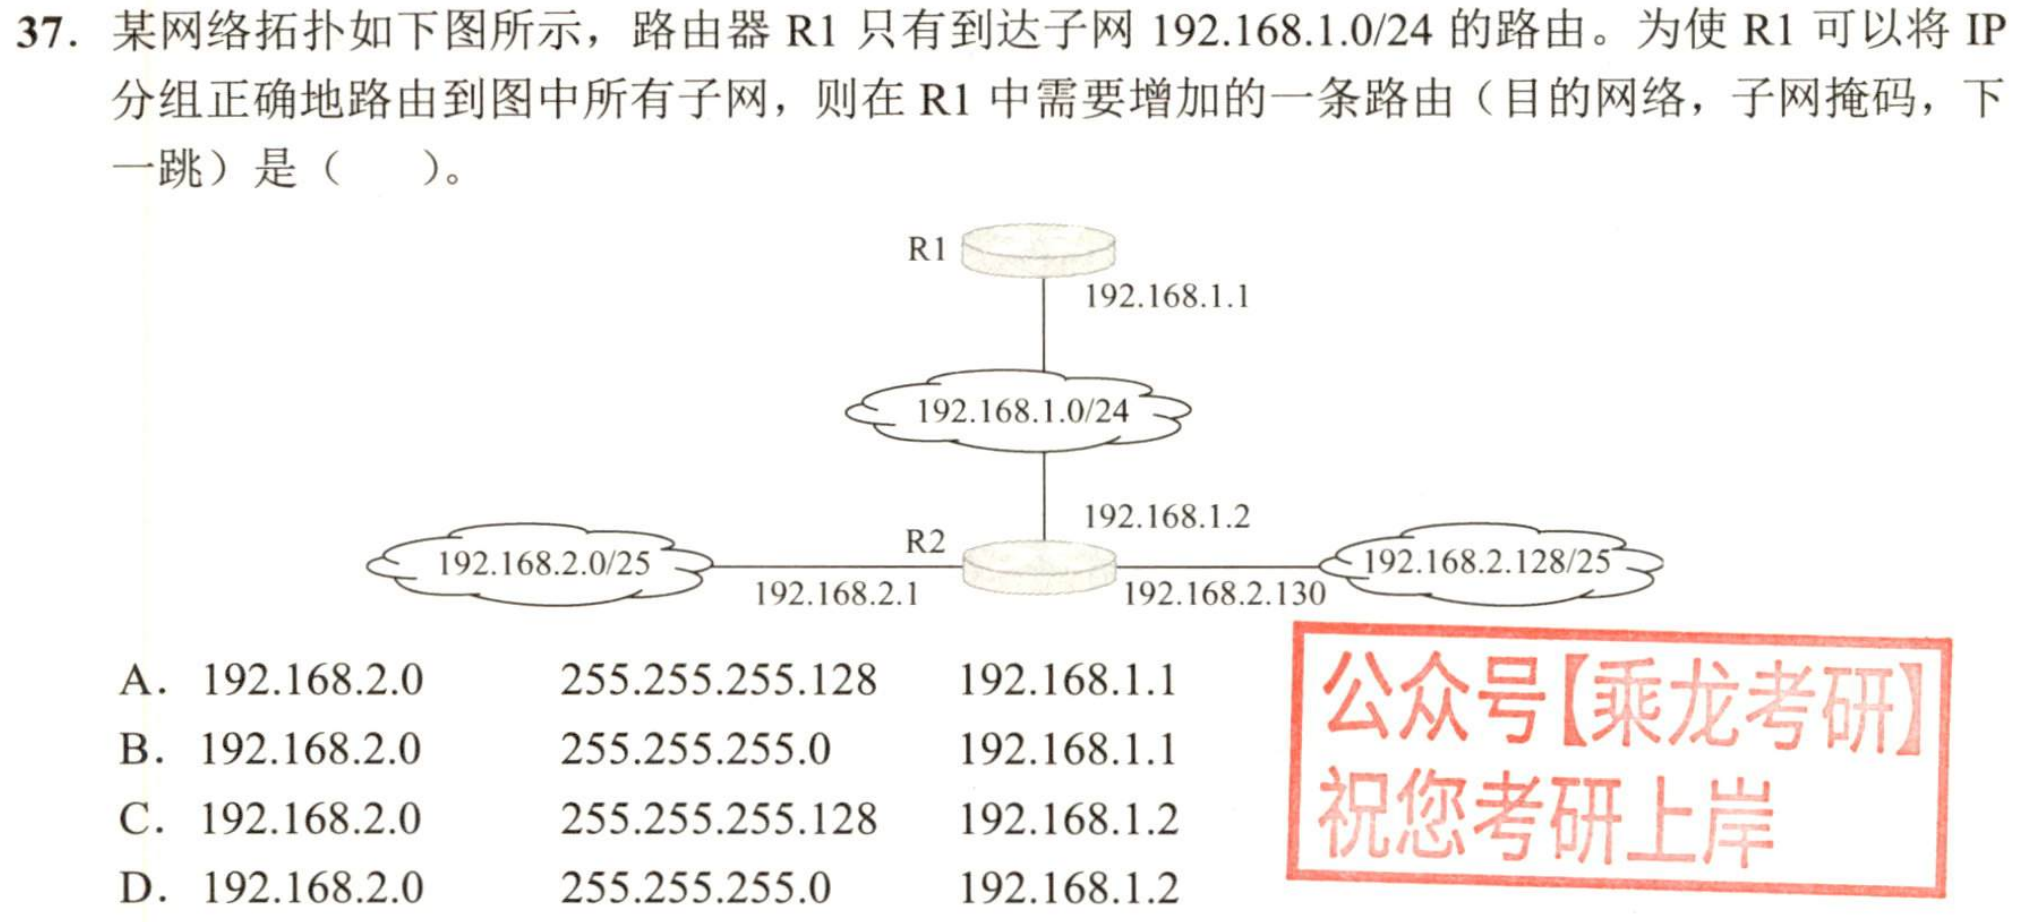 37. 某网络拓扑如下图所示，路由器 R1 只有到达子网 192.168.1.0/24 的路由。为使 R1 可以将 IP
分组正确地路由到图中所有子网，则在 R1 中需要增加的一条路由（目的网络，子网掩码，下
一跳）是（　　）。
R1
192.168.1.1
192.168.1.0/24
192.168.1.2
R2
192.168.2.0/25
192.168.2.128/25
192.168.2.1
192.168.2.130
A. 192.168.2.0 255.255.255.128 192.168.1.1
B. 192.168.2.0 255.255.255.0 192.168.1.1
C. 192.168.2.0 255.255.255.128 192.168.1.2
D. 192.168.2.0 255.255.255.0 192.168.1.2
公众号【乘龙考研】
祝您考研上岸